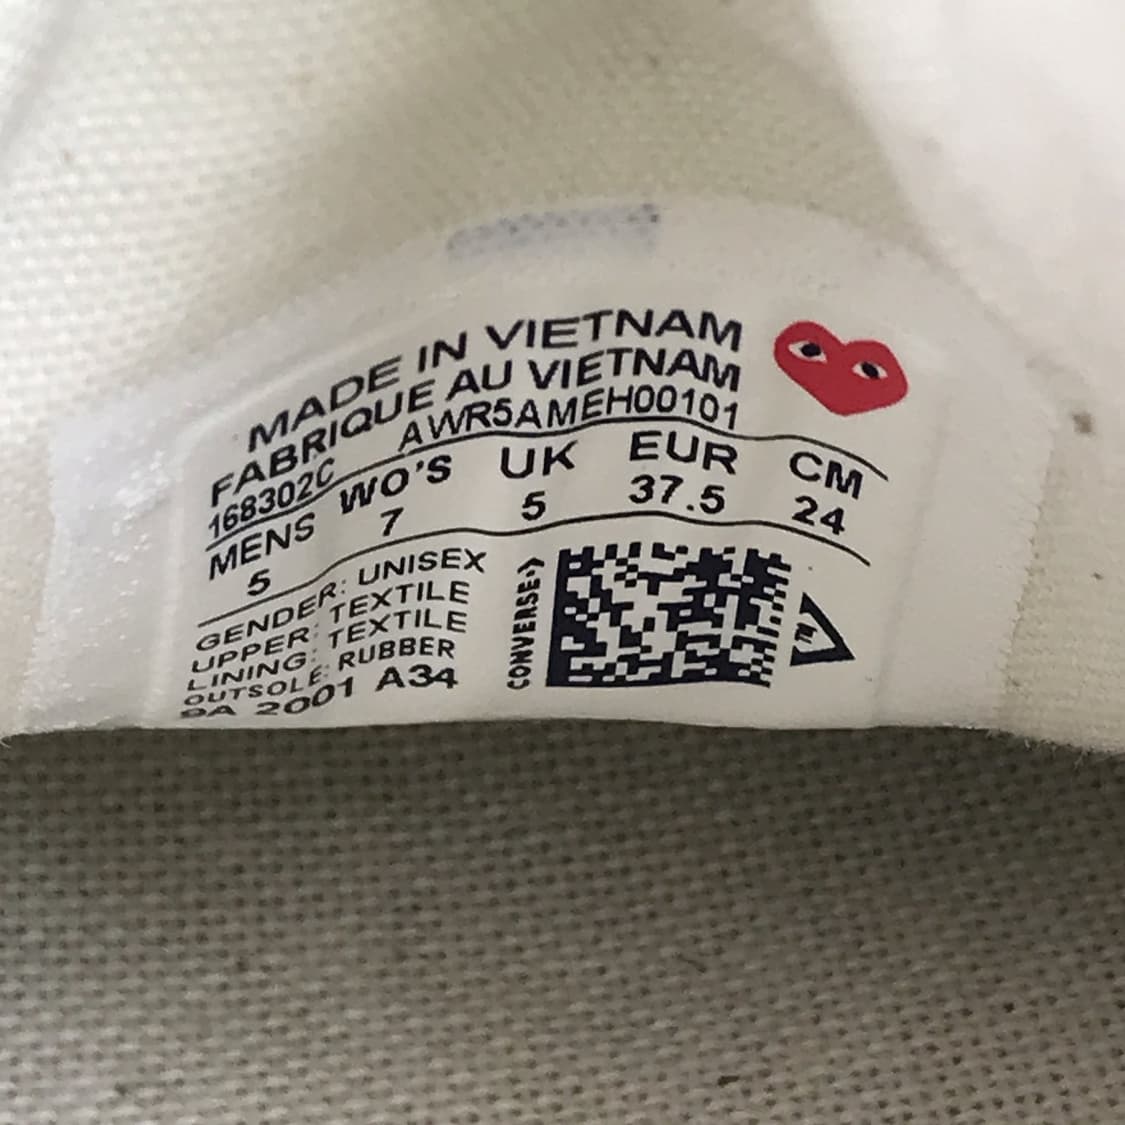 MADE IN VIETNAM
FABRIQUE AU VIETNAM
168302C AWR5AMEH00101
MENS WO'S UK EUR CM
5 7 5 37.5 24
GENDER: UNISEX
UPPER: TEXTILE
LINING: TEXTILE
OUTSOLE: RUBBER
2001 A34
CONVERSE